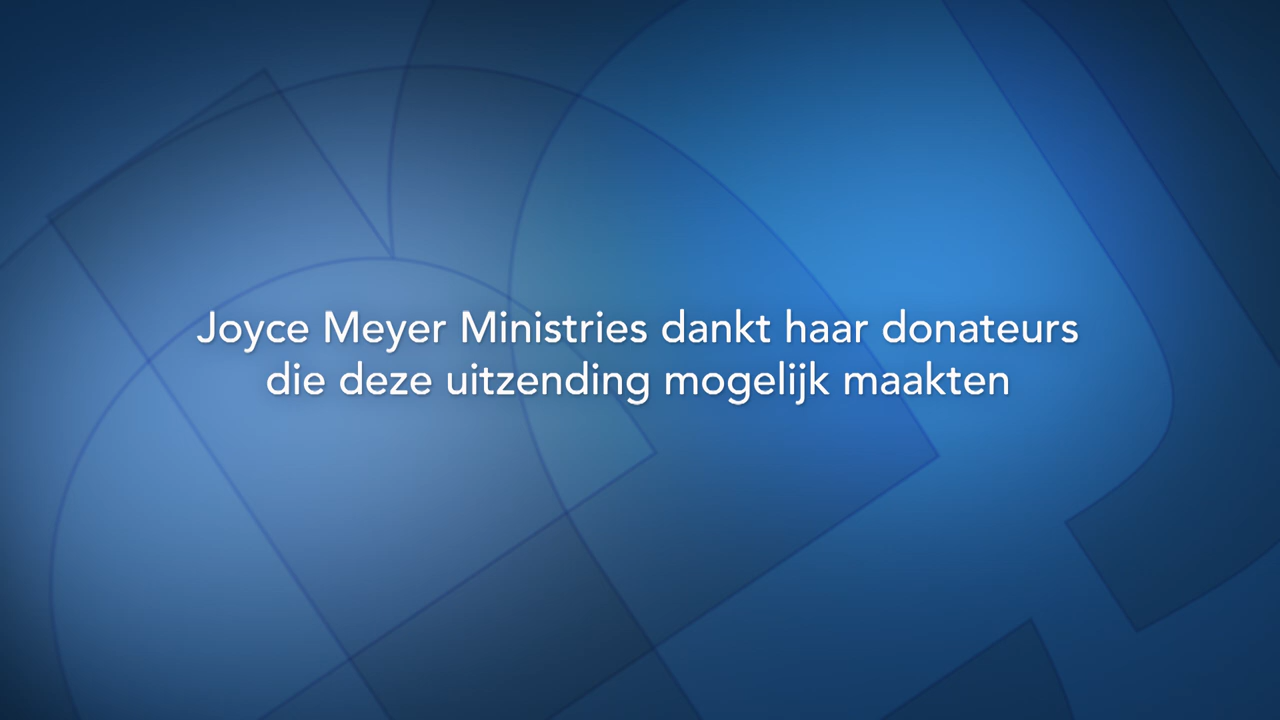 Joyce Meyer Ministries dankt haar donateurs
die deze uitzending mogelijk maakten